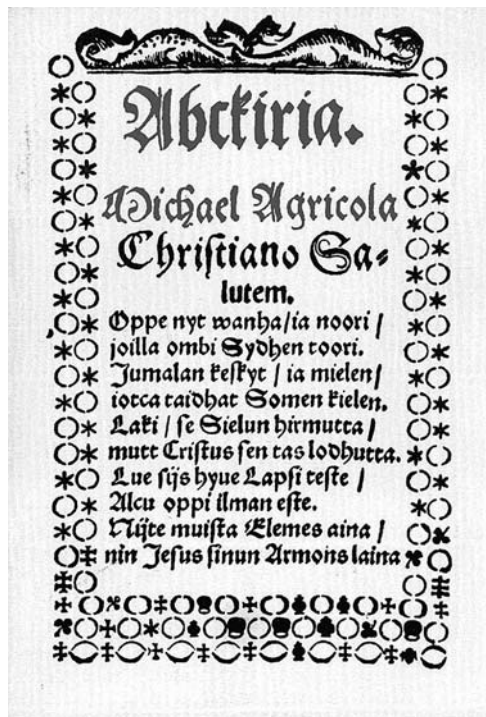 Abckiria.
Michael Agricola
Christiano Sa⸗
lutem.
Oppe nyt wanha/ia noori /
joilla ombi Sydhen toori.
Jumalan keskyt / ia mielen/
iotca taidhat Somen kielen.
Laki / se Sielun hirmutta /
mutt Cristus sen tas lodhutta.
Lue sijs hyue Lapsi teste /
Alcu oppi ilman este.
Nijte muista Elemes aina /
nin Jesus sinun Armons laina